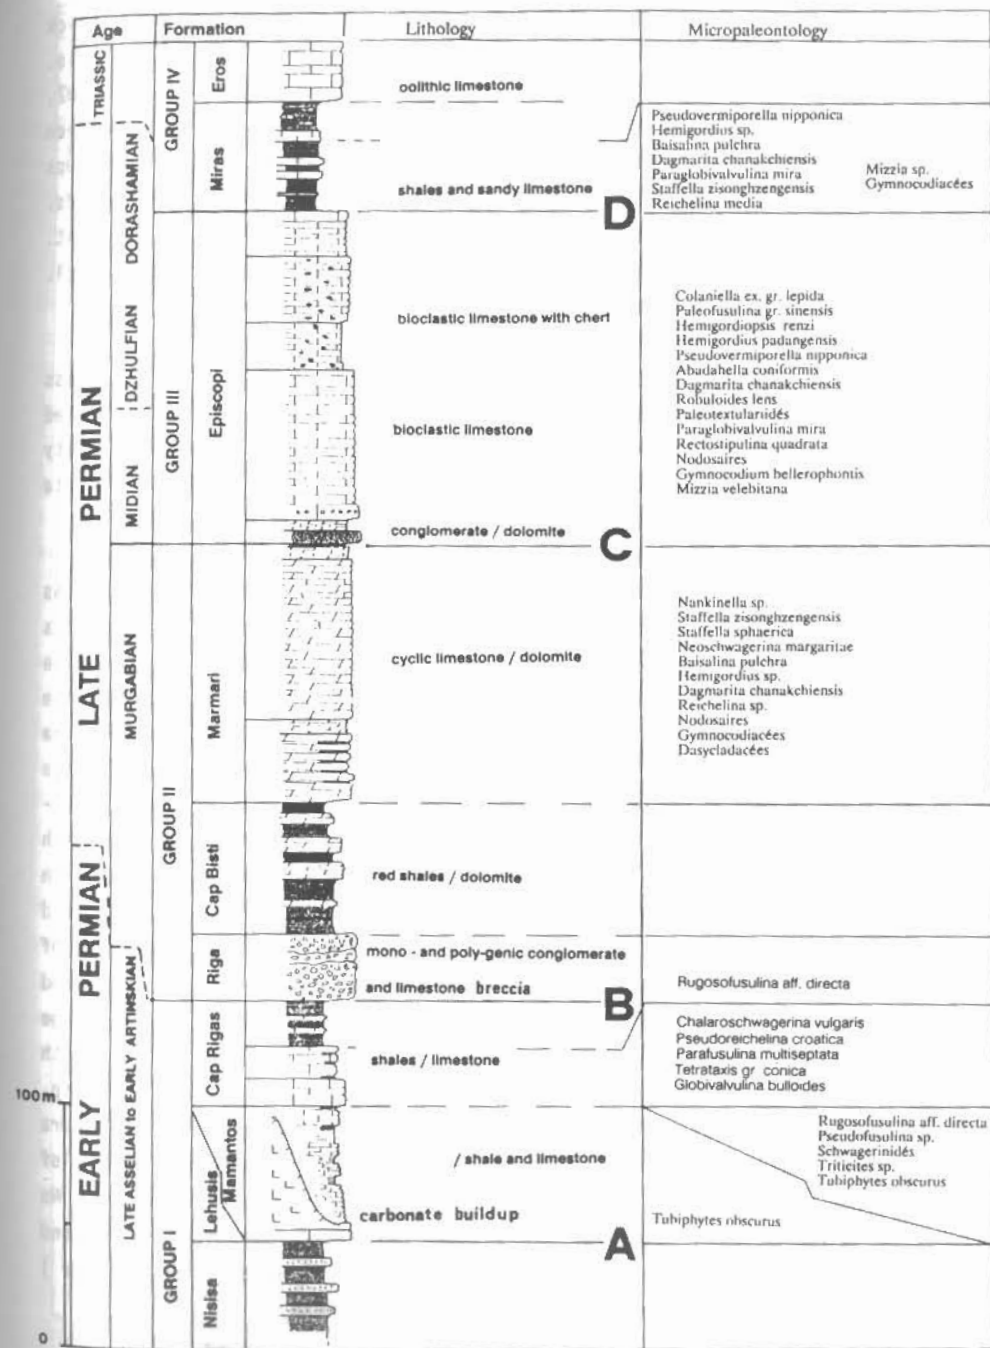 Age Formation Lithology Micropaleontology
TRIASSIC
GROUP IV
Eros
oolithic limestone
DORASHAMIAN
Miras
shales and sandy limestone
Pseudovermiporella nipponica
Hemigordius sp.
Baisalina pulchra
Dagmarita chanakchiensis
Paraglobivalvulina mira
Staffella zisonghzengensis
Reichelina media
Mizzia sp.
Gymnocodiacées
D
PERMIAN
DZHULFIAN
MIDIAN
GROUP III
Episcopi
bioclastic limestone with chert
bioclastic limestone
conglomerate / dolomite
Colaniella ex. gr. lepida
Paleofusulina gr. sinensis
Hemigordiopsis renzi
Hemigordius padangensis
Pseudovermiporella nipponica
Abadahella coniformis
Dagmarita chanakchiensis
Robuloides lens
Paleotextulariidés
Paraglobivalvulina mira
Rectostipulina quadrata
Nodosaires
Gymnocodium bellerophontis
Mizzia velebitana
C
LATE
MURGABIAN
GROUP II
Marmari
cyclic limestone / dolomite
Nankinella sp.
Staffella zisonghzengensis
Staffella sphaerica
Neoschwagerina margaritae
Baisalina pulchra
Hemigordius sp.
Dagmarita chanakchiensis
Reichelina sp.
Nodosaires
Gymnocodiacées
Dasycladacées
Cap Bisti
red shales / dolomite
PERMIAN
Riga
mono - and poly-genic conglomerate
and limestone breccia
Rugosofusulina aff. directa
B
EARLY
LATE ASSELIAN to EARLY ARTINSKIAN
GROUP I
Cap Rigas
shales / limestone
Chalaroschwagerina vulgaris
Pseudoreichelina croatica
Parafusulina multiseptata
Tetrataxis gr conica
Globivalvulina bulloides
100m
Lehusis
Mamantos
/ shale and limestone
carbonate buildup
Rugosofusulina aff. directa
Pseudofusulina sp.
Schwagerinidés
Triticites sp.
Tubiphytes obscurus
Tubiphytes obscurus
A
Nisisa
0